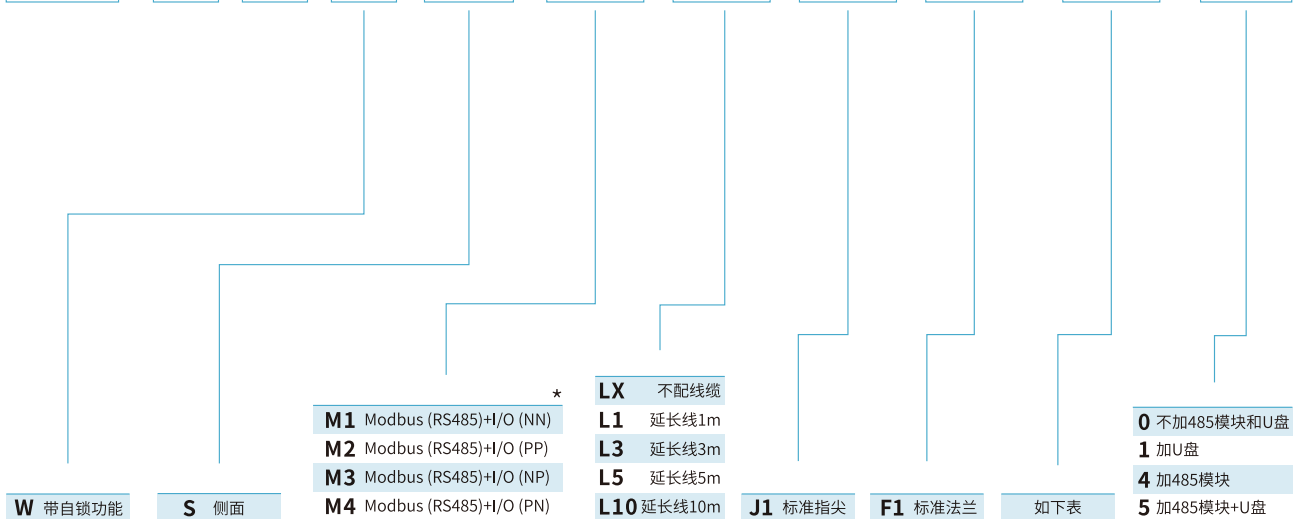 *
M1 Modbus (RS485)+I/O (NN)
M2 Modbus (RS485)+I/O (PP)
M3 Modbus (RS485)+I/O (NP)
M4 Modbus (RS485)+I/O (PN)
LX 不配线缆
L1 延长线1m
L3 延长线3m
L5 延长线5m
L10 延长线10m
0 不加485模块和U盘
1 加U盘
4 加485模块
5 加485模块+U盘
W 带自锁功能
S 侧面
J1 标准指尖
F1 标准法兰
如下表